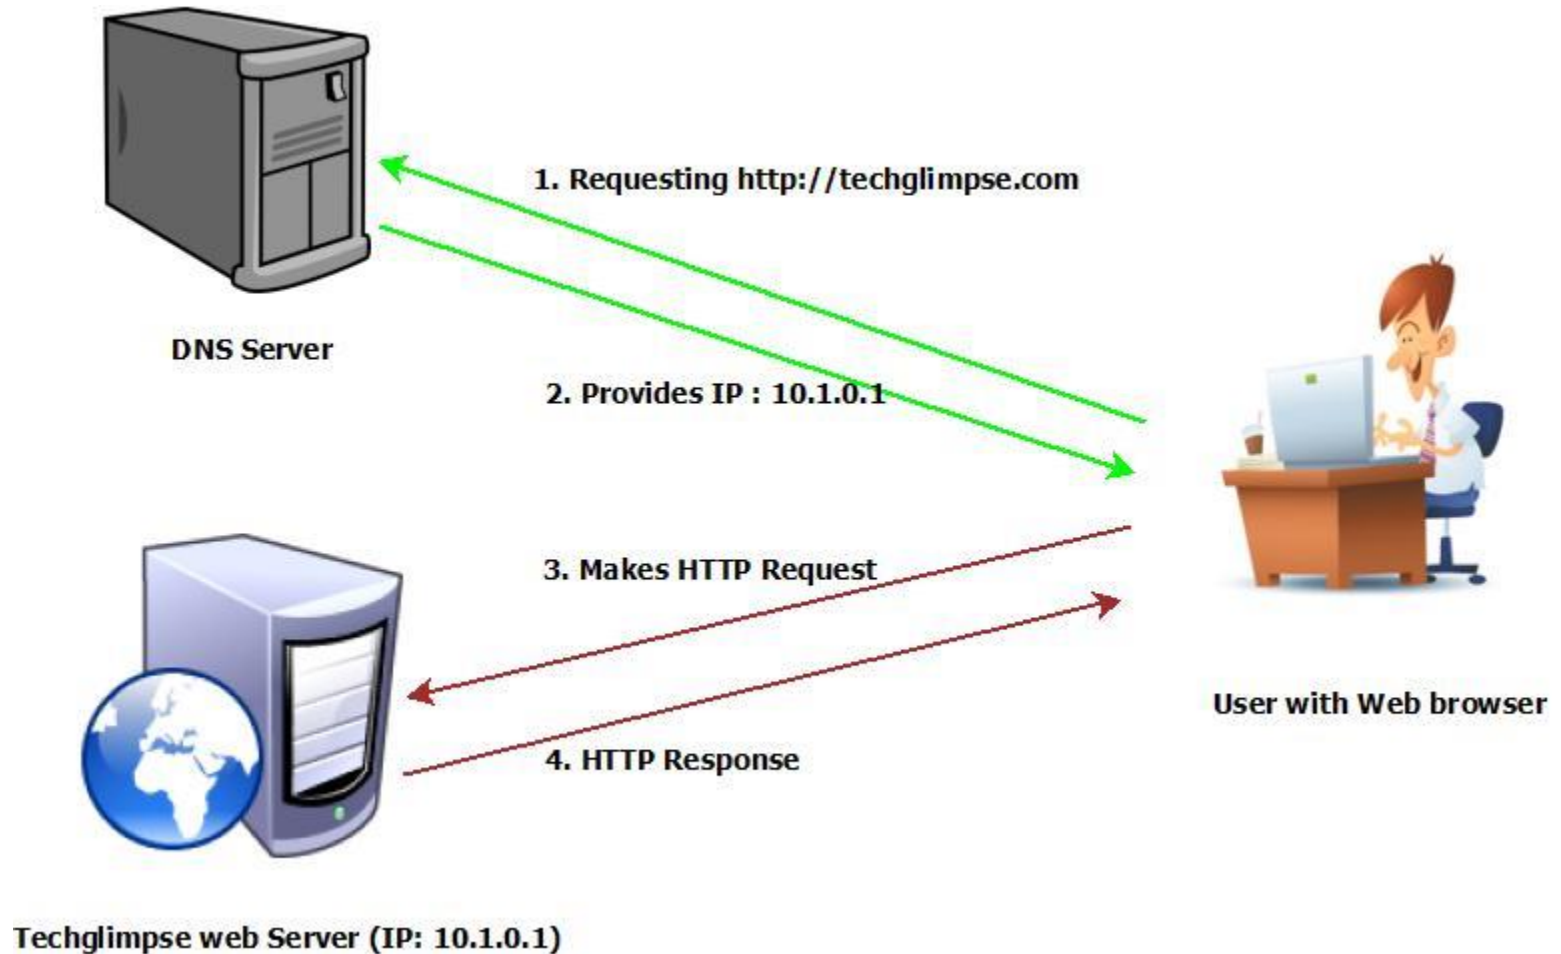 1. Requesting http://techglimpse.com
DNS Server
2. Provides IP : 10.1.0.1
3. Makes HTTP Request
User with Web browser
4. HTTP Response
Techglimpse web Server (IP: 10.1.0.1)